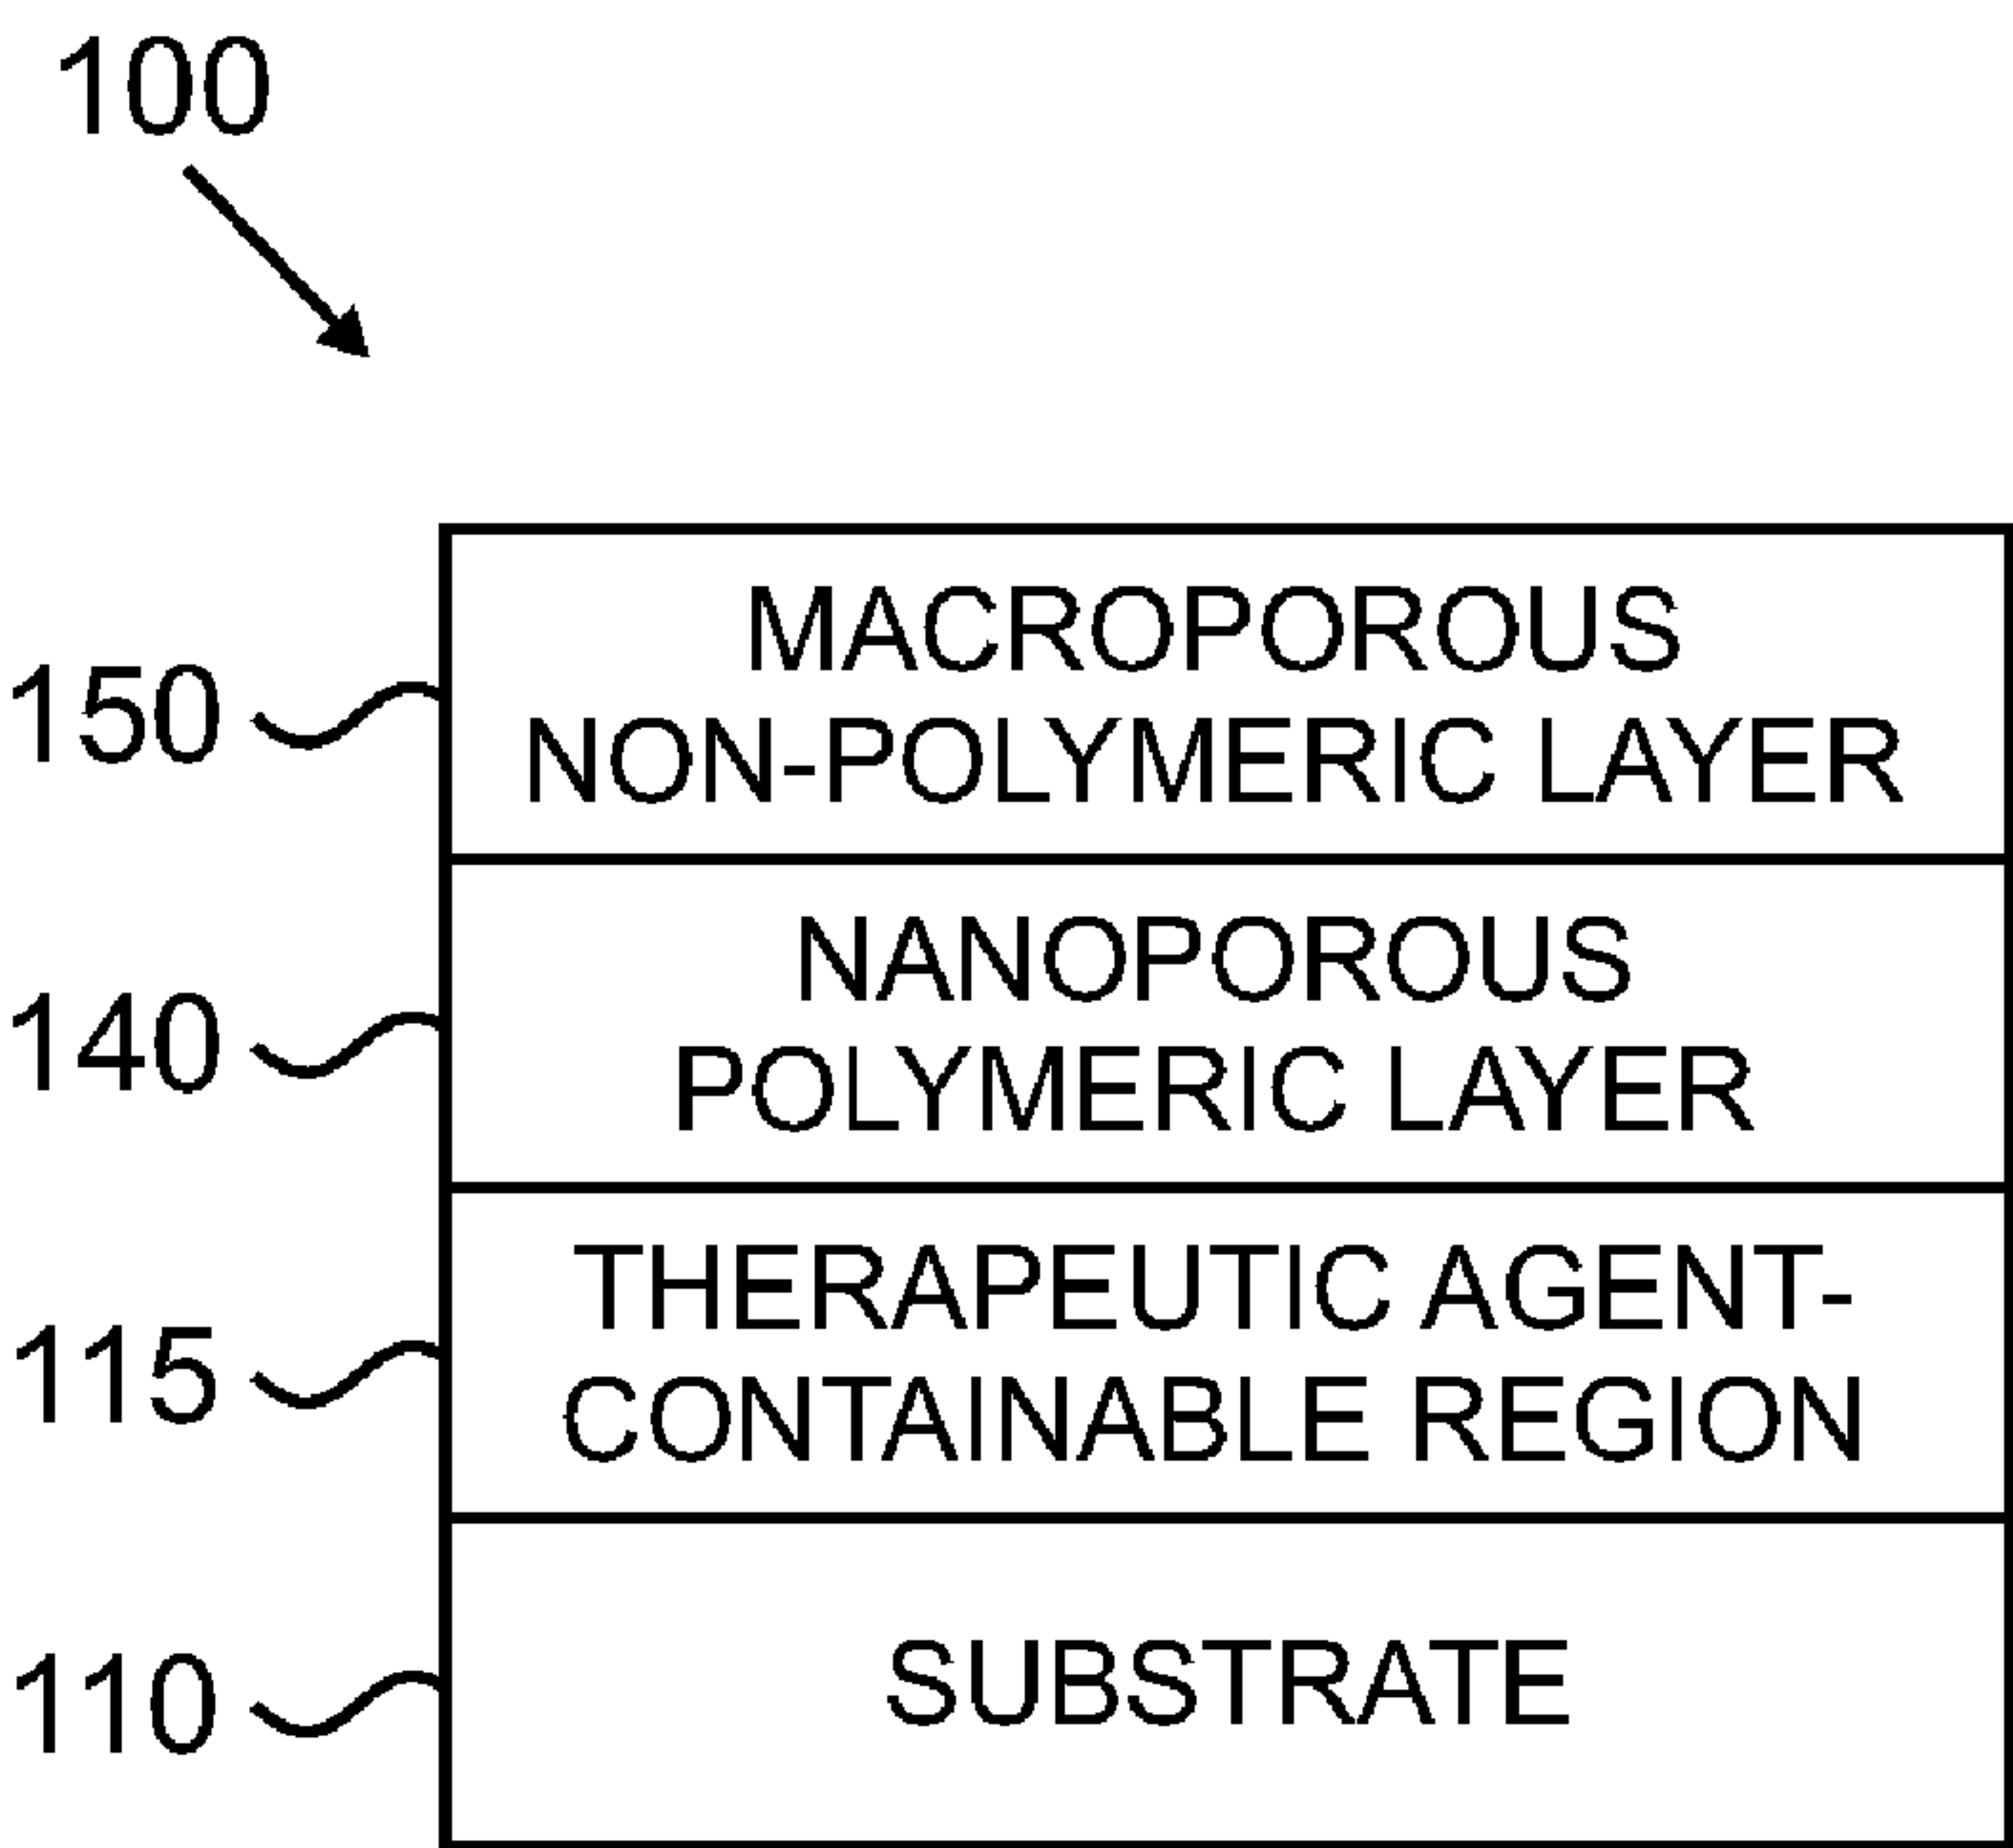 100
150
MACROPOROUS
NON-POLYMERIC LAYER
140
NANOPOROUS
POLYMERIC LAYER
115
THERAPEUTIC AGENT-
CONTAINABLE REGION
110
SUBSTRATE